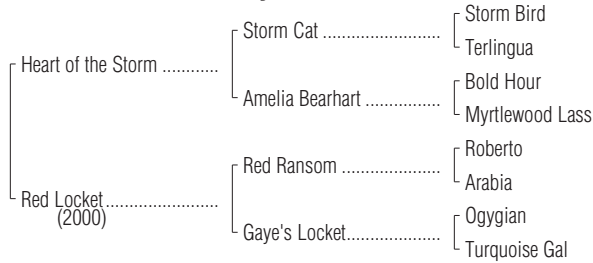 Storm Bird
Storm Cat ..............................
Terlingua
Heart of the Storm ............
Bold Hour
Amelia Bearhart ...................
Myrtlewood Lass
Roberto
Red Ransom .........................
Arabia
Red Locket........................
(2000)
Ogygian
Gaye's Locket........................
Turquoise Gal